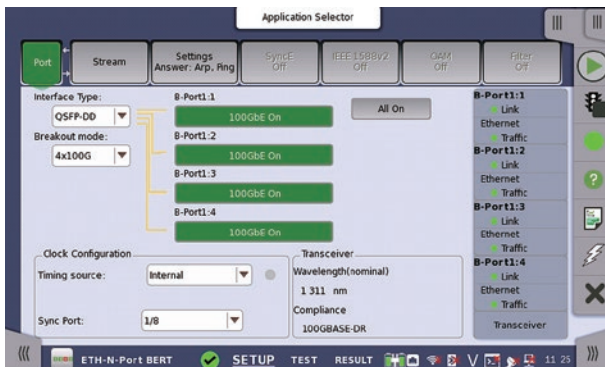 Application Selector
Port
Stream
Settings
Answer: Arp, Ping
SyncE
Off
IEEE 1588v2
Off
OAM
Off
Filter
Off
Interface Type:
QSFP-DD
Breakout mode:
4x100G
B-Port1:1
100GbE On
B-Port1:2
100GbE On
B-Port1:3
100GbE On
B-Port1:4
100GbE On
All On
B-Port1:1
Link
Ethernet
Traffic
B-Port1:2
Link
Ethernet
Traffic
B-Port1:3
Link
Ethernet
Traffic
B-Port1:4
Link
Ethernet
Traffic
Transceiver
Clock Configuration
Timing source:
Internal
Sync Port:
1/8
Transceiver
Wavelength(nominal)
1 311 nm
Compliance
100GBASE-DR
ETH-N-Port BERT
SETUP
TEST
RESULT
11 25